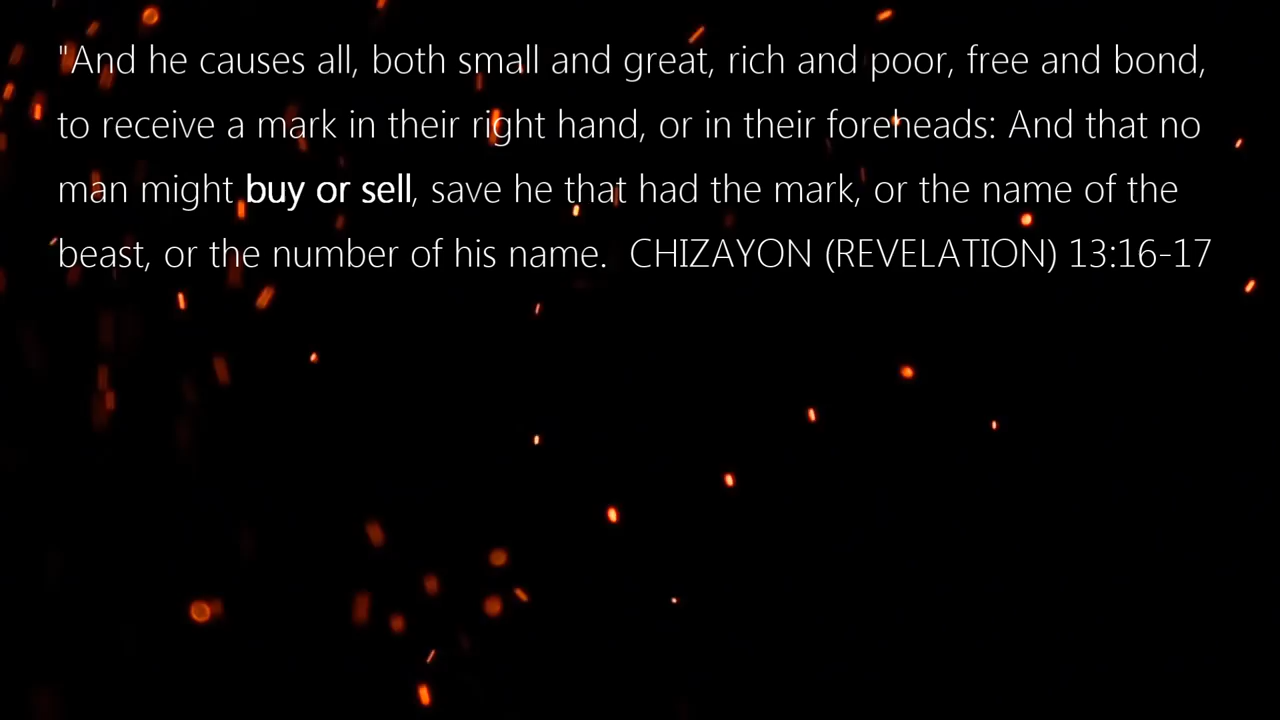 "And he causes all, both small and great, rich and poor, free and bond,
to receive a mark in their right hand, or in their foreheads: And that no
man might buy or sell, save he that had the mark, or the name of the
beast, or the number of his name.  CHIZAYON (REVELATION) 13:16-17